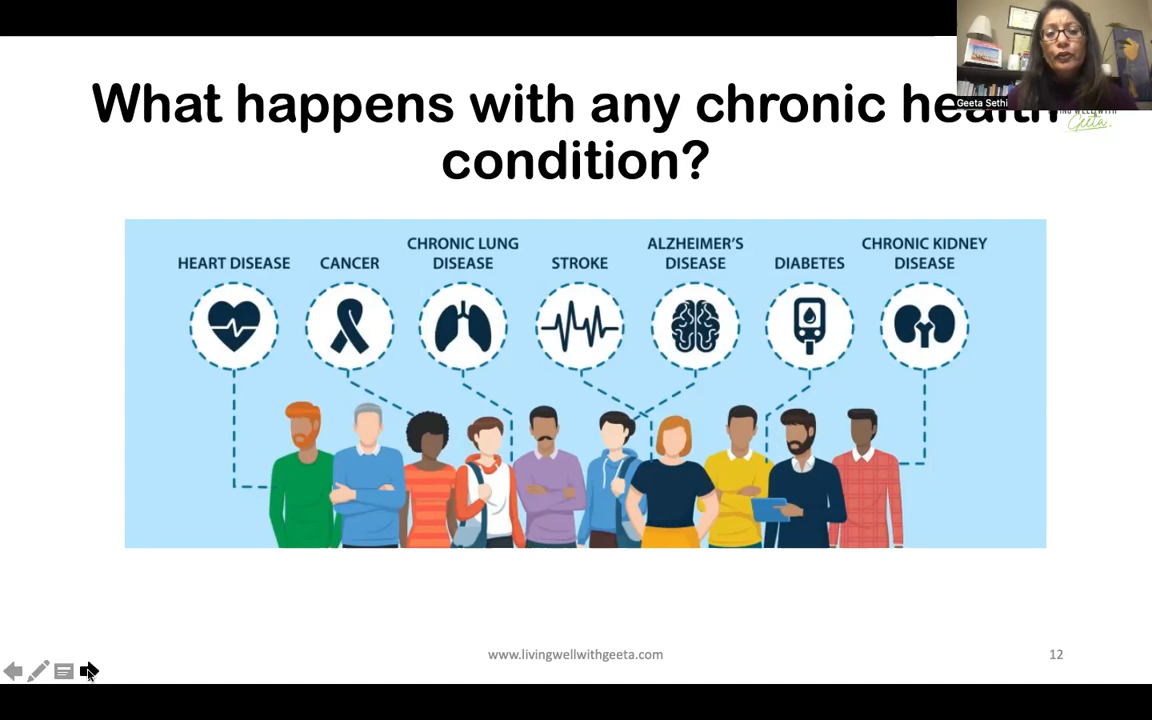 What happens with any chronic health
condition?
Geeta Sethi
Geeta.
HEART DISEASE
CANCER
CHRONIC LUNG
DISEASE
STROKE
ALZHEIMER'S
DISEASE
DIABETES
CHRONIC KIDNEY
DISEASE
www.livingwellwithgeeta.com
12